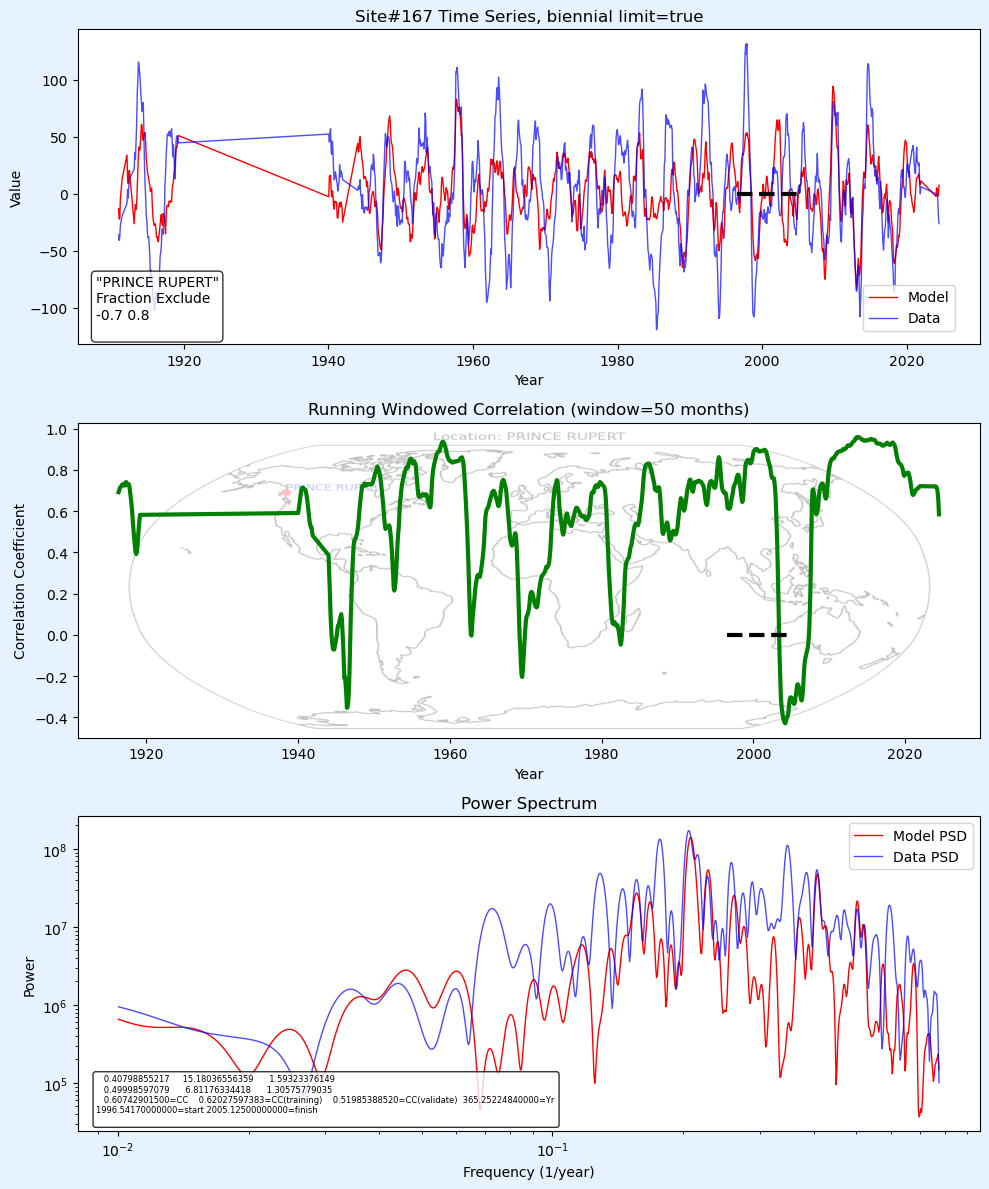 Site#167 Time Series, biennial limit=true
Value
100
50
0
−50
−100
"PRINCE RUPERT"
Fraction Exclude
-0.7 0.8
Model
Data
1920 1940 1960 1980 2000 2020
Year
Running Windowed Correlation (window=50 months)
Location: PRINCE RUPERT
PRINCE RUPERT
Correlation Coefficient
1.0
0.8
0.6
0.4
0.2
0.0
−0.2
−0.4
1920 1940 1960 1980 2000 2020
Year
Power Spectrum
Model PSD
Data PSD
Power
10^8
10^7
10^6
10^5
0.40798855217 15.18036556359 1.59323376149
0.49998597079 6.81176334418 1.30575779035
0.60742901500=CC 0.62027597383=CC(training) 0.51985388520=CC(validate) 365.25224840000=Yr
1996.54170000000=start 2005.12500000000=finish
10^−2 10^−1
Frequency (1/year)